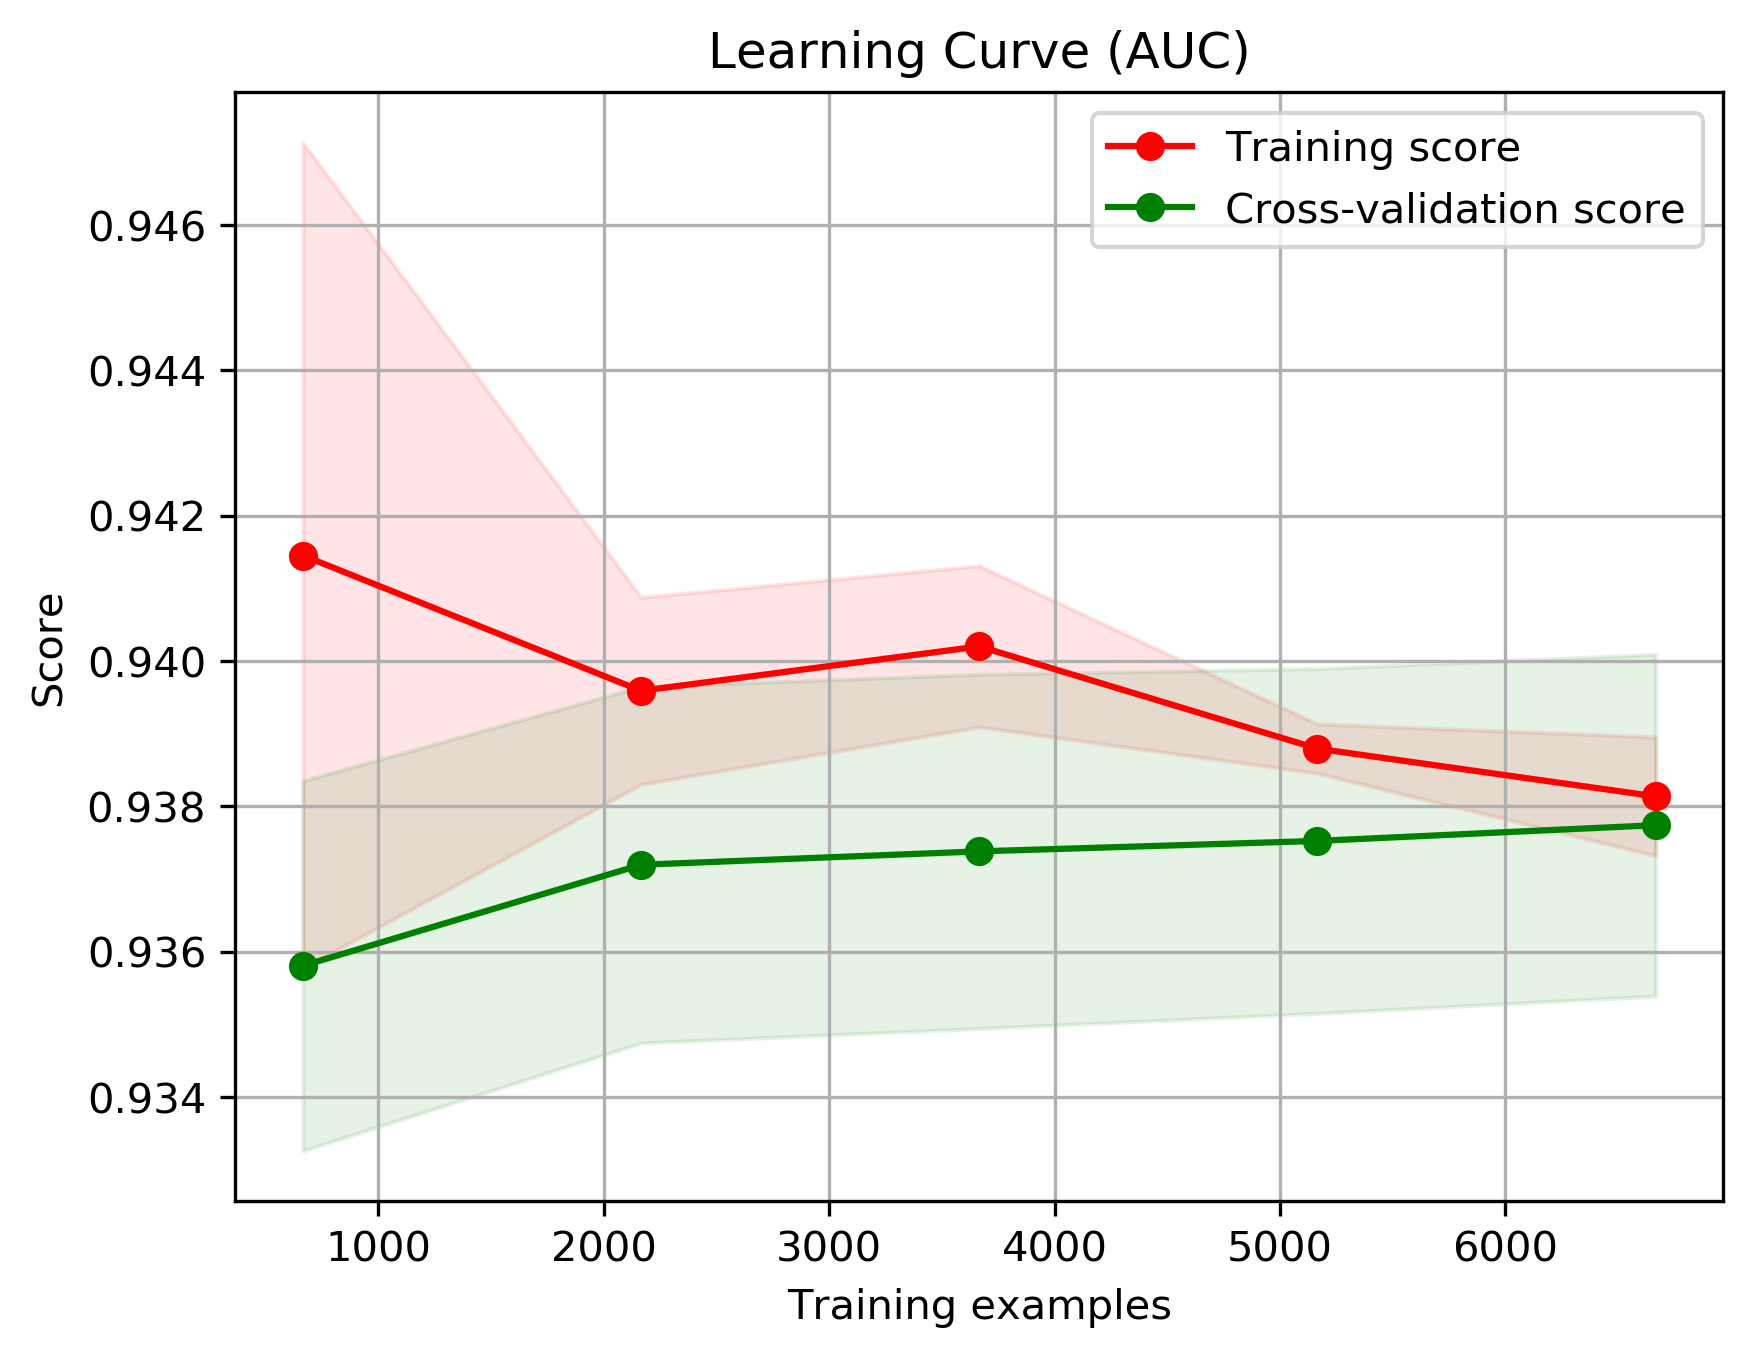 Learning Curve (AUC)
Training score
Cross-validation score
0.946
0.944
0.942
0.940
0.938
0.936
0.934
Score
1000 2000 3000 4000 5000 6000
Training examples